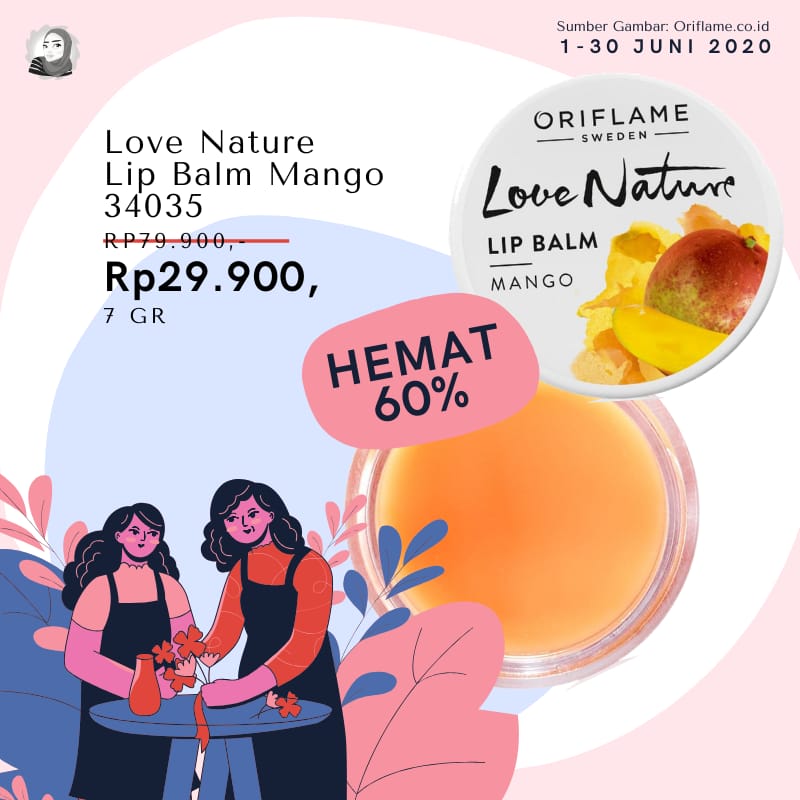 Sumber Gambar: Oriflame.co.id
1-30 JUNI 2020
Love Nature
Lip Balm Mango
34035
RP79.900,-
Rp29.900,
7 GR
ORIFLAME
SWEDEN
Love Nature
LIP BALM
MANGO
HEMAT
60%